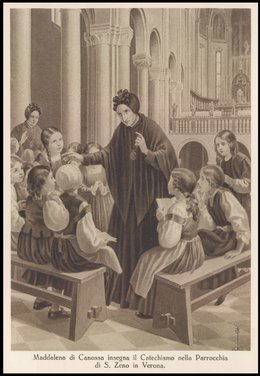 Maddalena di Canossa insegna il Catechismo nella Parrocchia
di S. Zeno in Verona.